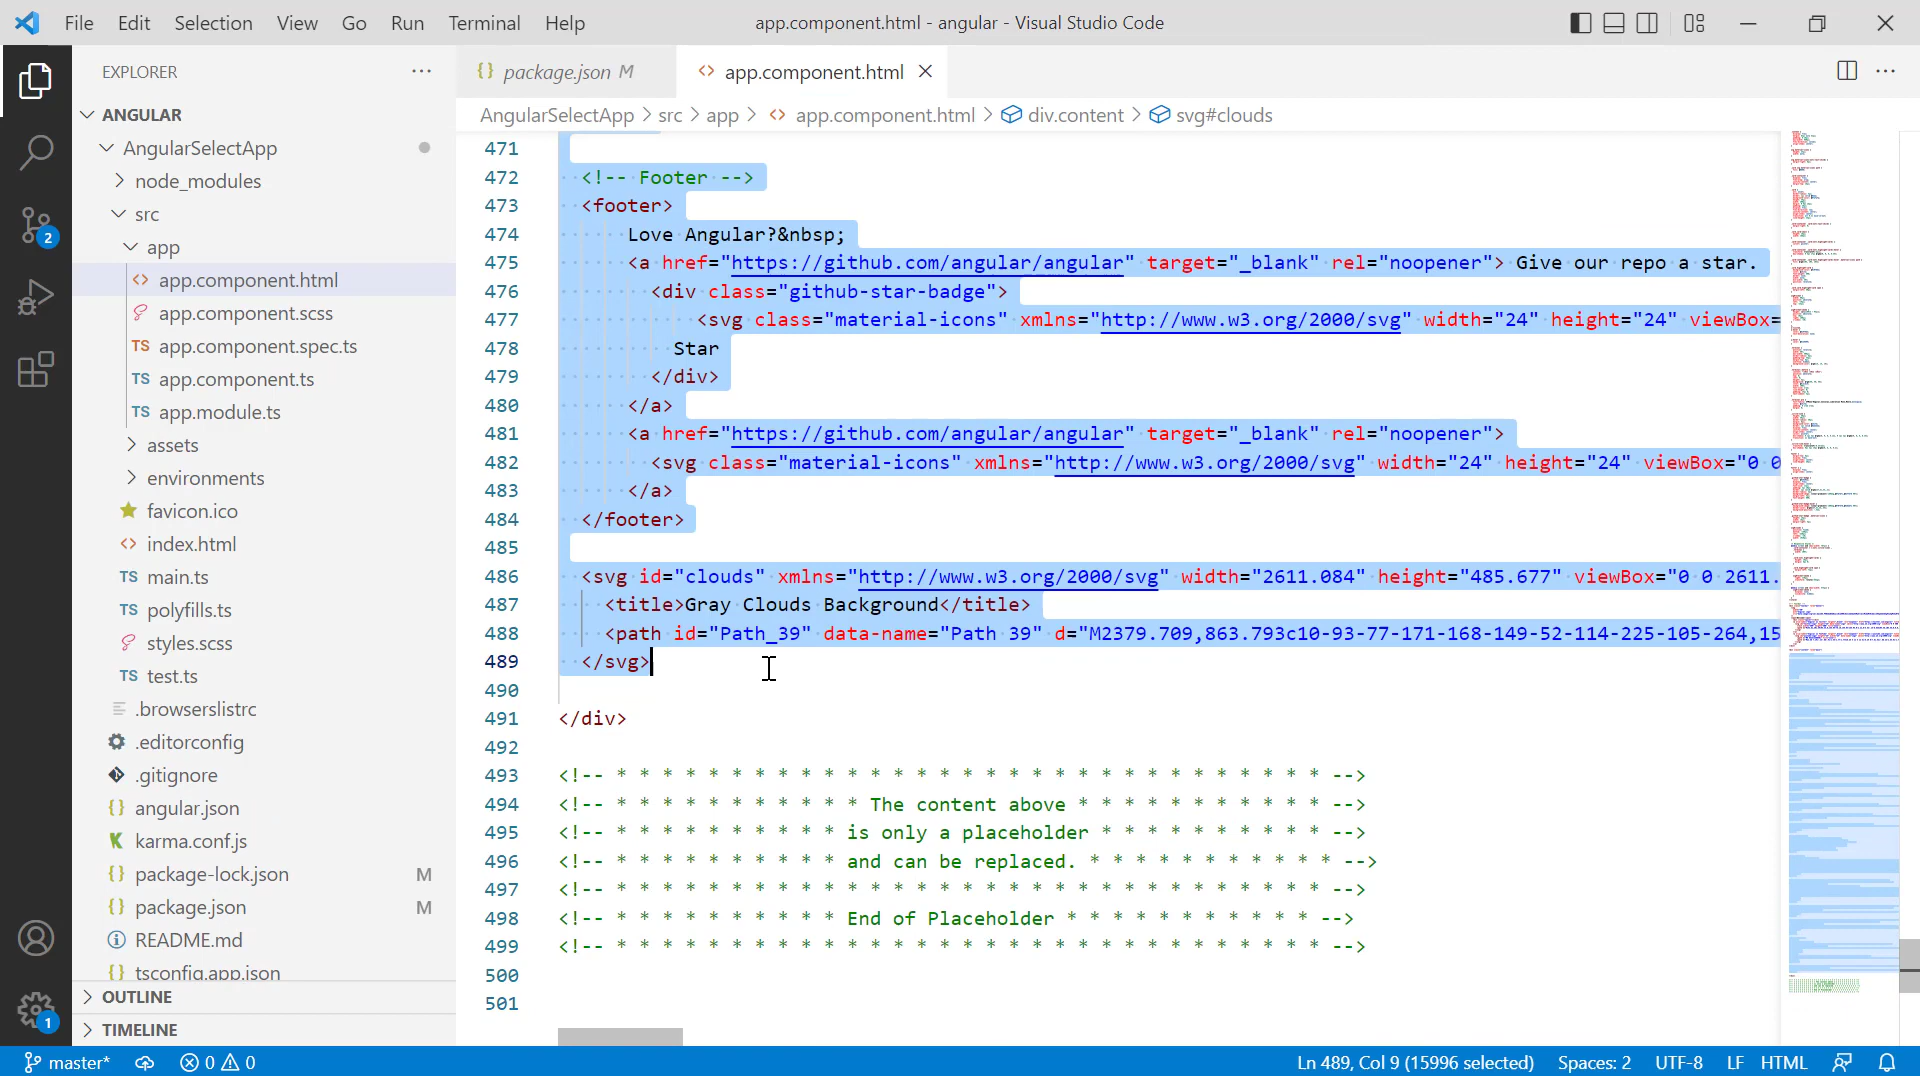 File Edit Selection View Go Run Terminal Help app.component.html - angular - Visual Studio Code
EXPLORER
package.json M
app.component.html
AngularSelectApp > src > app > app.component.html > div.content > svg#clouds
ANGULAR
AngularSelectApp
node_modules
src
app
app.component.html
app.component.scss
TS app.component.spec.ts
TS app.component.ts
TS app.module.ts
assets
environments
favicon.ico
index.html
TS main.ts
TS polyfills.ts
styles.scss
TS test.ts
.browserslistrc
.editorconfig
.gitignore
{} angular.json
K karma.conf.js
{} package-lock.json M
{} package.json M
README.md
{} tsconfig.app.json
OUTLINE
TIMELINE
2
1
471
472 <!-- Footer -->
473 <footer>
474 Love Angular?&nbsp;
475 <a href="https://github.com/angular/angular" target="_blank" rel="noopener"> Give our repo a star.
476 <div class="github-star-badge">
477 <svg class="material-icons" xmlns="http://www.w3.org/2000/svg" width="24" height="24" viewBox=
478 Star
479 </div>
480 </a>
481 <a href="https://github.com/angular/angular" target="_blank" rel="noopener">
482 <svg class="material-icons" xmlns="http://www.w3.org/2000/svg" width="24" height="24" viewBox="0 0
483 </a>
484 </footer>
485
486 <svg id="clouds" xmlns="http://www.w3.org/2000/svg" width="2611.084" height="485.677" viewBox="0 0 2611.
487 <title>Gray Clouds Background</title>
488 <path id="Path_39" data-name="Path 39" d="M2379.709,863.793c10-93-77-171-168-149-52-114-225-105-264,15
489 </svg>
490
491 </div>
492
493 <!-- * * * * * * * * * * * * * * * * * * * * * * * * * * * * * * * -->
494 <!-- * * * * * * * * * * * The content above * * * * * * * * * * * -->
495 <!-- * * * * * * * * * * is only a placeholder * * * * * * * * * * -->
496 <!-- * * * * * * * * * * and can be replaced. * * * * * * * * * * * -->
497 <!-- * * * * * * * * * * * * * * * * * * * * * * * * * * * * * * * -->
498 <!-- * * * * * * * * * * End of Placeholder * * * * * * * * * * * -->
499 <!-- * * * * * * * * * * * * * * * * * * * * * * * * * * * * * * * -->
500
501
master* 0 0 Ln 489, Col 9 (15996 selected) Spaces: 2 UTF-8 LF HTML